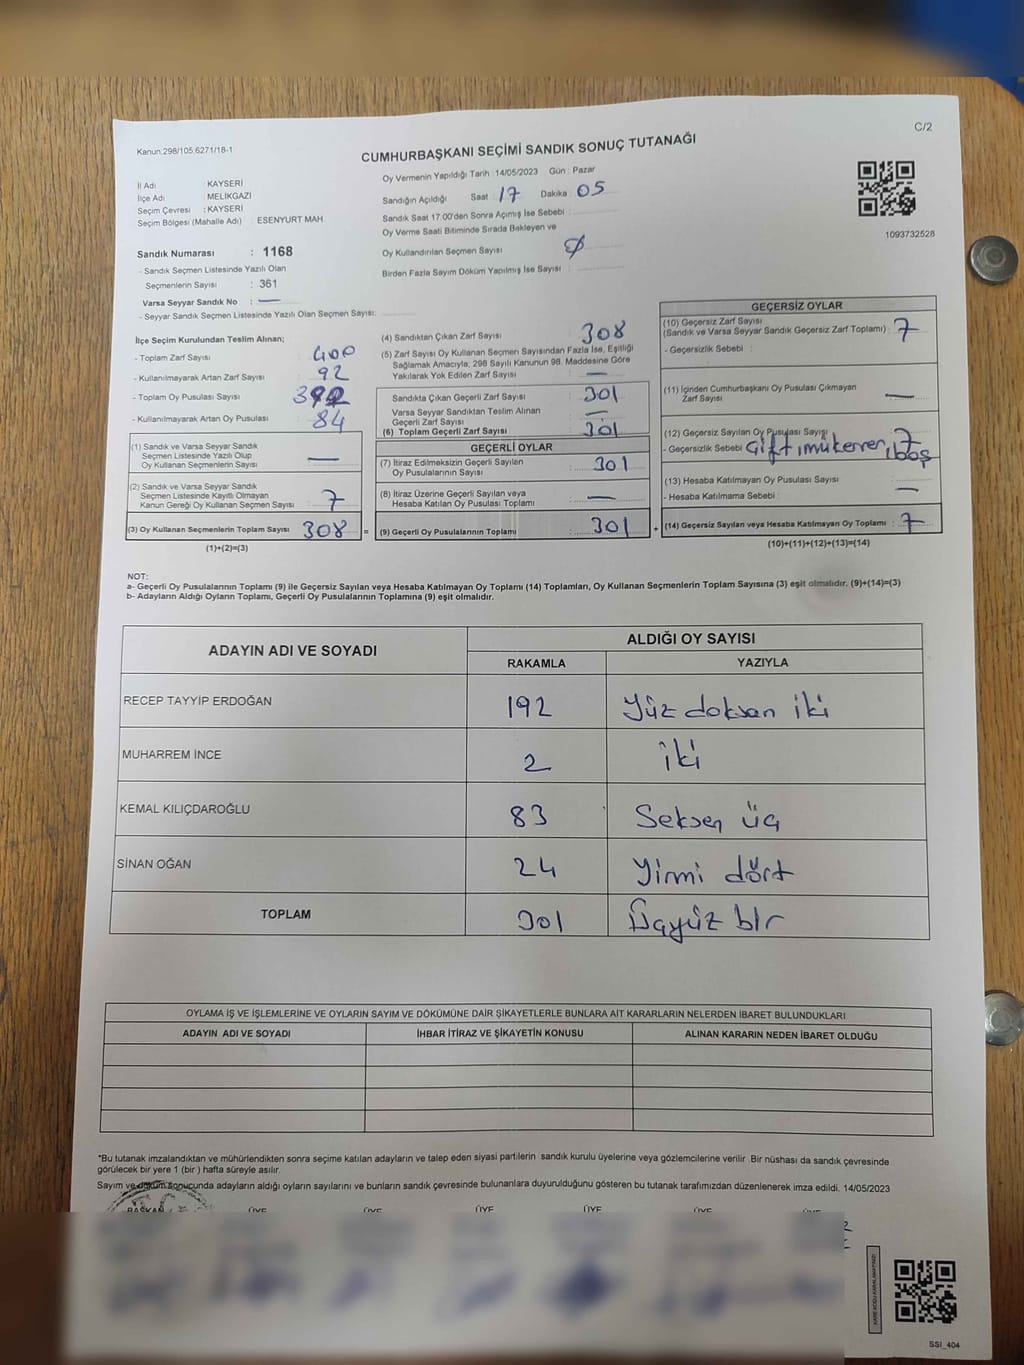 C/2
Kanun:298/105;6271/18-1
CUMHURBAŞKANI SEÇİMİ SANDIK SONUÇ TUTANAĞI
İl Adı : KAYSERİ
İlçe Adı : MELİKGAZİ
Seçim Çevresi : KAYSERİ
Seçim Bölgesi (Mahalle Adı) : ESENYURT MAH
Sandık Numarası : 1168
- Sandık Seçmen Listesinde Yazılı Olan
Seçmenlerin Sayısı : 361
Varsa Seyyar Sandık No : —
- Seyyar Sandık Seçmen Listesinde Yazılı Olan Seçmen Sayısı:
Oy Vermenin Yapıldığı Tarih :14/05/2023 Gün : Pazar
Sandığın Açıldığı Saat : 17 Dakika : 05
Sandık Saat 17:00'den Sonra Açımış İse Sebebi :
Oy Verme Saati Bitiminde Sırada Bekleyen ve
Oy Kullandırılan Seçmen Sayısı : ∅
Birden Fazla Sayım Döküm Yapılmış İse Sayısı :
1093732528
İlçe Seçim Kurulundan Teslim Alınan;
- Toplam Zarf Sayısı : 400
- Kullanılmayarak Artan Zarf Sayısı : 92
- Toplam Oy Pusulası Sayısı : 392
- Kullanılmayarak Artan Oy Pusulası : 84
(1) Sandık ve Varsa Seyyar Sandık
Seçmen Listesinde Yazılı Olup
Oy Kullanan Seçmenlerin Sayısı : —
(2) Sandık ve Varsa Seyyar Sandık
Seçmen Listesinde Kayıtlı Olmayan
Kanun Gereği Oy Kullanan Seçmen Sayısı : 7
(3) Oy Kullanan Seçmenlerin Toplam Sayısı : 308 =
(1)+(2)=(3)
(4) Sandıktan Çıkan Zarf Sayısı : 308
(5) Zarf Sayısı Oy Kullanan Seçmen Sayısından Fazla İse, Eşitliği
Sağlamak Amacıyla, 298 Sayılı Kanunun 98. Maddesine Göre
Yakılarak Yok Edilen Zarf Sayısı : —
Sandıkta Çıkan Geçerli Zarf Sayısı : 301
Varsa Seyyar Sandıktan Teslim Alınan
Geçerli Zarf Sayısı : —
(6) Toplam Geçerli Zarf Sayısı : 301
GEÇERLİ OYLAR
(7) İtiraz Edilmeksizin Geçerli Sayılan
Oy Pusulalarının Sayısı : 301
(8) İtiraz Üzerine Geçerli Sayılan veya
Hesaba Katılan Oy Pusulası Toplamı : —
(9) Geçerli Oy Pusulalarının Toplamı : 301 +
GEÇERSİZ OYLAR
(10) Geçersiz Zarf Sayısı
(Sandık ve Varsa Seyyar Sandık Geçersiz Zarf Toplamı) : 7
- Geçersizlik Sebebi :
(11) İçinden Cumhurbaşkanı Oy Pusulası Çıkmayan
Zarf Sayısı : —
(12) Geçersiz Sayılan Oy Pusulası Sayısı : 7
- Geçersizlik Sebebi : Çift, mükerrer, boş
(13) Hesaba Katılmayan Oy Pusulası Sayısı : —
- Hesaba Katılmama Sebebi :
(14) Geçersiz Sayılan veya Hesaba Katılmayan Oy Toplamı : 7
(10)+(11)+(12)+(13)=(14)
NOT:
a- Geçerli Oy Pusulalarının Toplamı (9) ile Geçersiz Sayılan veya Hesaba Katılmayan Oy Toplamı (14) Toplamları, Oy Kullanan Seçmenlerin Toplam Sayısına (3) eşit olmalıdır. (9)+(14)=(3)
b- Adayların Aldığı Oyların Toplamı, Geçerli Oy Pusulalarının Toplamına (9) eşit olmalıdır.
ADAYIN ADI VE SOYADI ALDIĞI OY SAYISI
RAKAMLA YAZIYLA
RECEP TAYYİP ERDOĞAN 192 Yüz doksan iki
MUHARREM İNCE 2 iki
KEMAL KILIÇDAROĞLU 83 Seksen üç
SİNAN OĞAN 24 Yirmi dört
TOPLAM 301 Üçyüz bir
OYLAMA İŞ VE İŞLEMLERİNE VE OYLARIN SAYIM VE DÖKÜMÜNE DAİR ŞİKAYETLERLE BUNLARA AİT KARARLARIN NELERDEN İBARET BULUNDUKLARI
ADAYIN ADI VE SOYADI İHBAR İTİRAZ VE ŞİKAYETİN KONUSU ALINAN KARARIN NEDEN İBARET OLDUĞU
*Bu tutanak imzalandıktan ve mühürlendikten sonra seçime katılan adayların ve talep eden siyasi partilerin sandık kurulu üyelerine veya gözlemcilerine verilir .Bir nüshası da sandık çevresinde
görülecek bir yere 1 (bir ) hafta süreyle asılır.
Sayım ve döküm sonucunda adayların aldığı oyların sayılarını ve bunların sandık çevresinde bulunanlara duyurulduğunu gösteren bu tutanak tarafımızdan düzenlenerek imza edildi. 14/05/2023
BAŞKAN ÜYE ÜYE ÜYE ÜYE ÜYE ÜYE
SSI_404